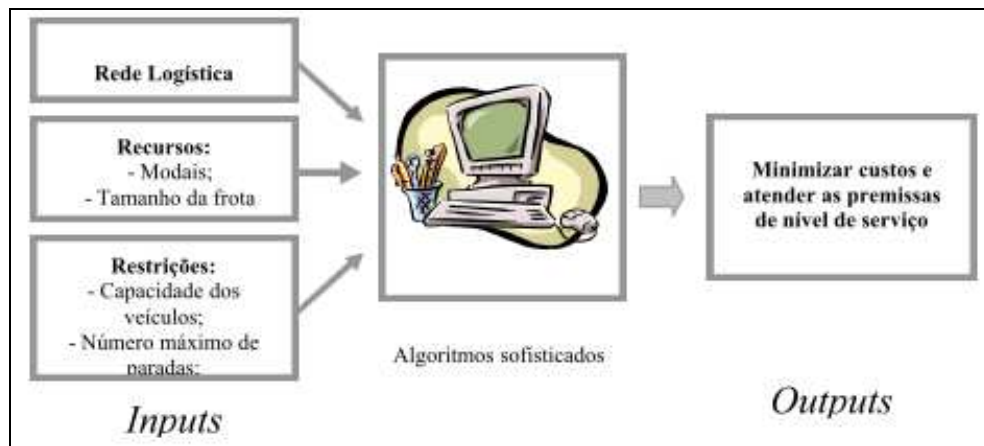 Rede Logística
Recursos:
- Modais;
- Tamanho da frota
Restrições:
- Capacidade dos
veículos;
- Número máximo de
paradas;
Inputs
Algoritmos sofisticados
Minimizar custos e
atender as premissas
de nível de serviço
Outputs